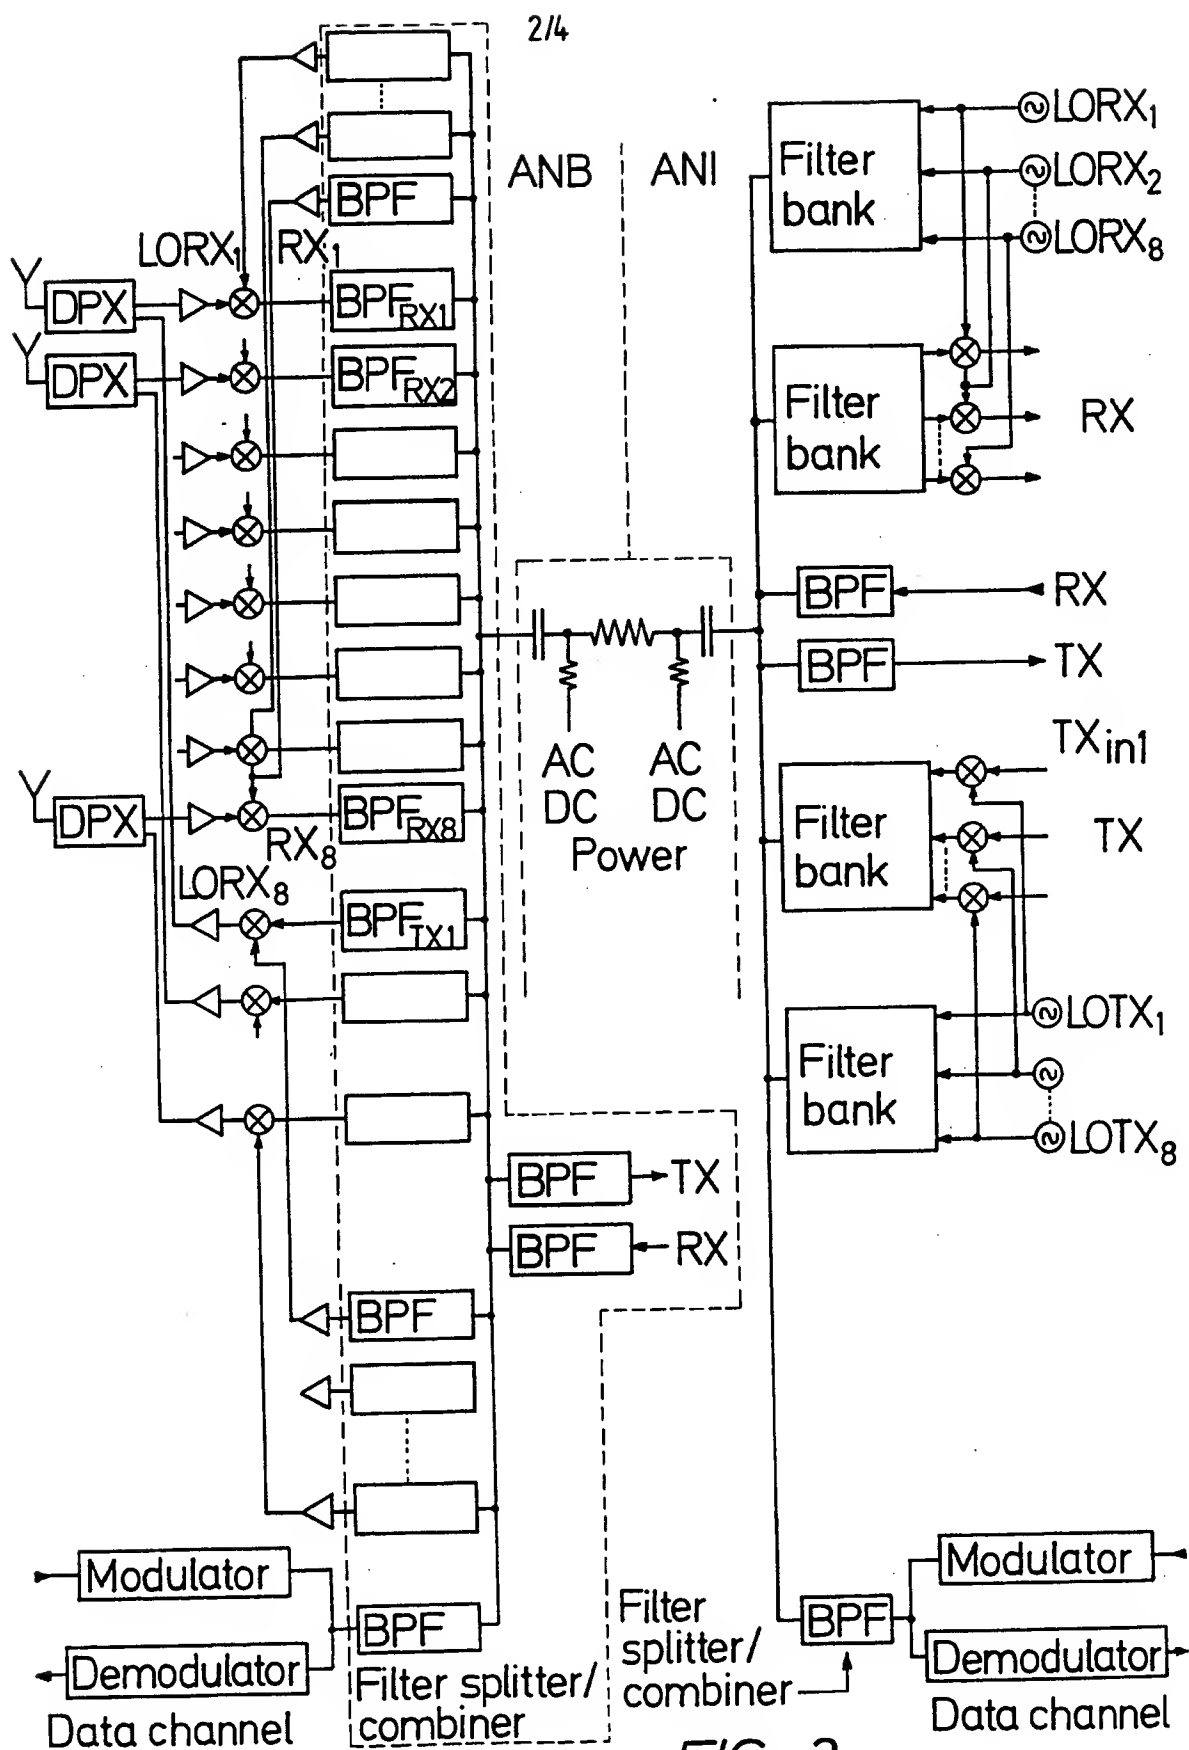 2/4
ANB
ANI
BPF
LORX1
RX1
DPX
BPFRX1
DPX
BPFRX2
DPX
BPFRX8
RX8
LORX8
BPFTX1
AC
DC
AC
DC
Power
BPF
TX
BPF
RX
BPF
Modulator
Demodulator
Data channel
BPF
Filter splitter/
combiner
Filter
bank
LORX1
LORX2
LORX8
Filter
bank
RX
BPF
RX
BPF
TX
TXin1
Filter
bank
TX
Filter
bank
LOTX1
LOTX8
Filter
splitter/
combiner
BPF
Modulator
Demodulator
Data channel